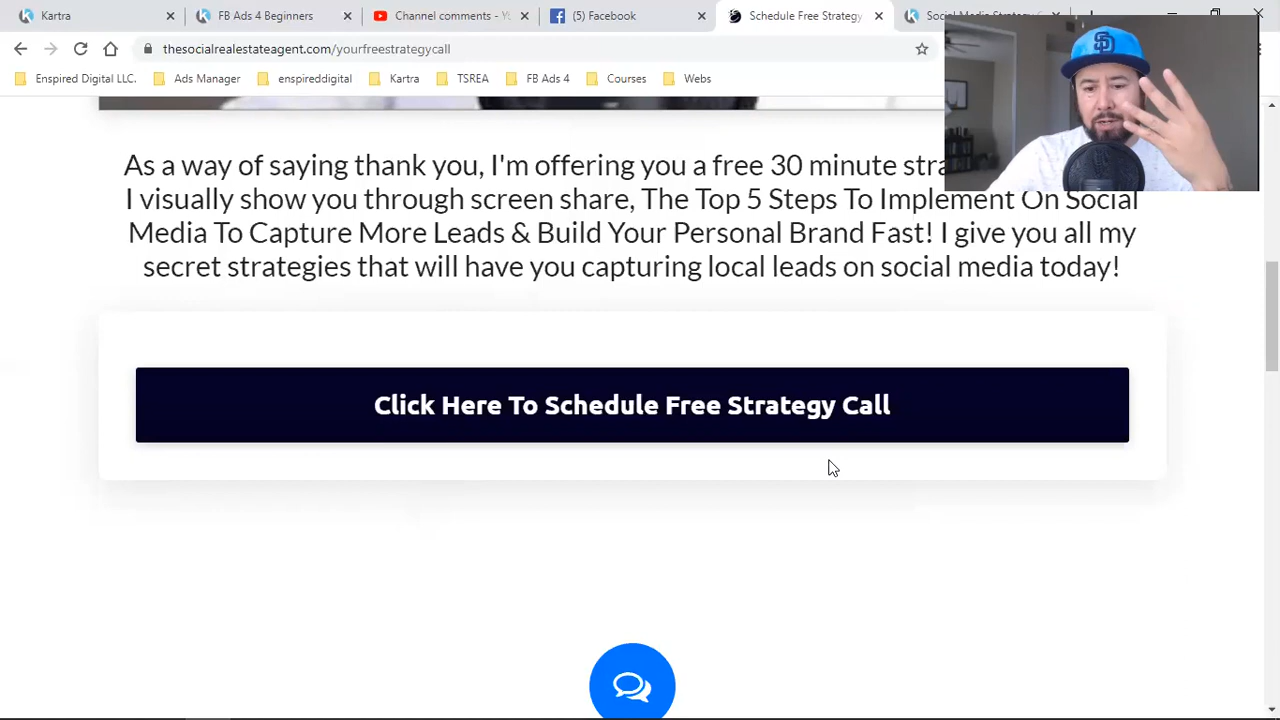 Kartra
FB Ads 4 Beginners
Channel comments - Yo
(5) Facebook
Schedule Free Strategy
Social Media Strategy C
thesocialrealestateagent.com/yourfreestrategycall
Enspired Digital LLC.
Ads Manager
enspireddigital
Kartra
TSREA
FB Ads 4
Courses
Webs
As a way of saying thank you, I'm offering you a free 30 minute stra
I visually show you through screen share, The Top 5 Steps To Implement On Social
Media To Capture More Leads & Build Your Personal Brand Fast! I give you all my
secret strategies that will have you capturing local leads on social media today!
Click Here To Schedule Free Strategy Call